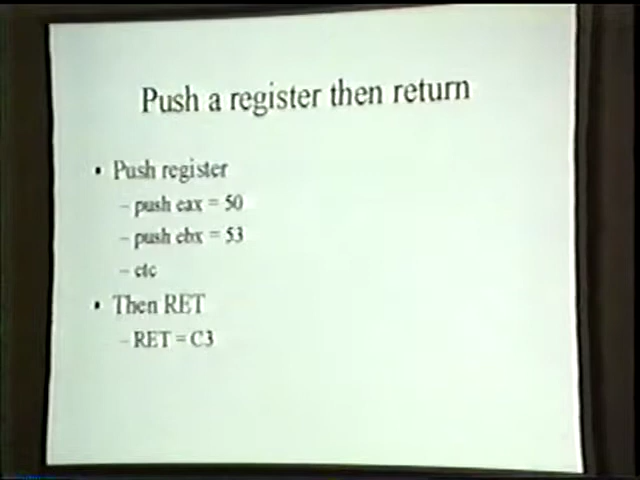 Push a register then return
• Push register
– push eax = 50
– push ebx = 53
– etc
• Then RET
– RET = C3